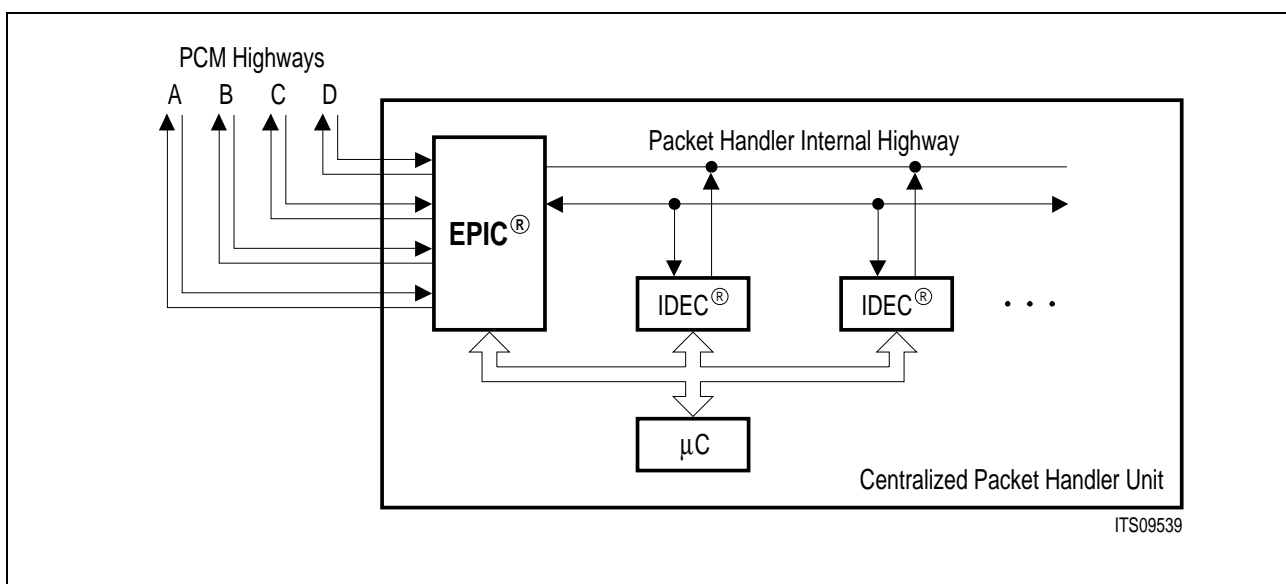 PCM Highways
A B C D
Packet Handler Internal Highway
EPIC®
IDEC® IDEC® . . .
µC
Centralized Packet Handler Unit
ITS09539